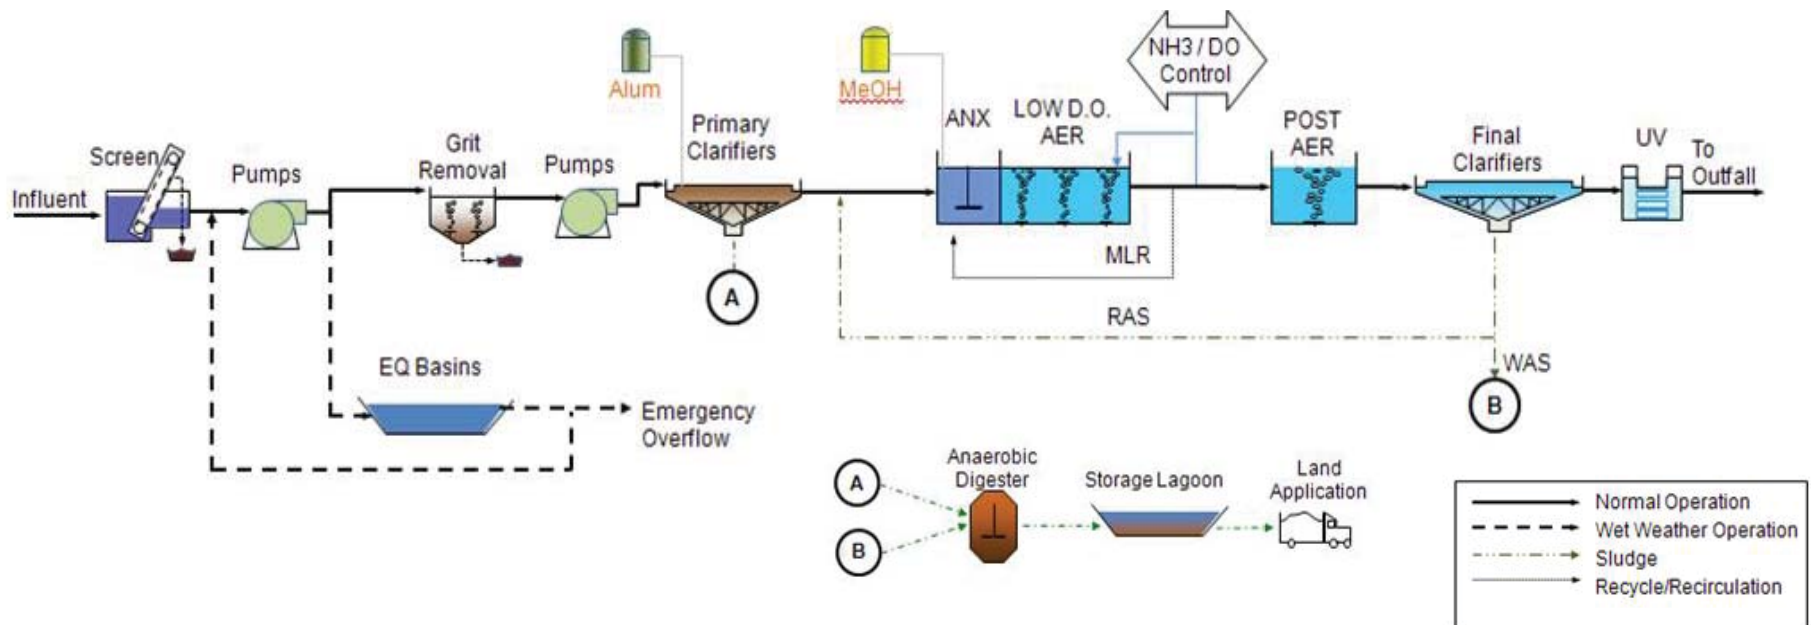 NH3 / DO
Control
Alum
MeOH
ANX
LOW D.O.
AER
Primary
Clarifiers
POST
AER
Final
Clarifiers
UV
To
Outfall
Screen
Pumps
Grit
Removal
Pumps
Influent
MLR
A
RAS
WAS
B
EQ Basins
Emergency
Overflow
A
B
Anaerobic
Digester
Storage Lagoon
Land
Application
Normal Operation
Wet Weather Operation
Sludge
Recycle/Recirculation